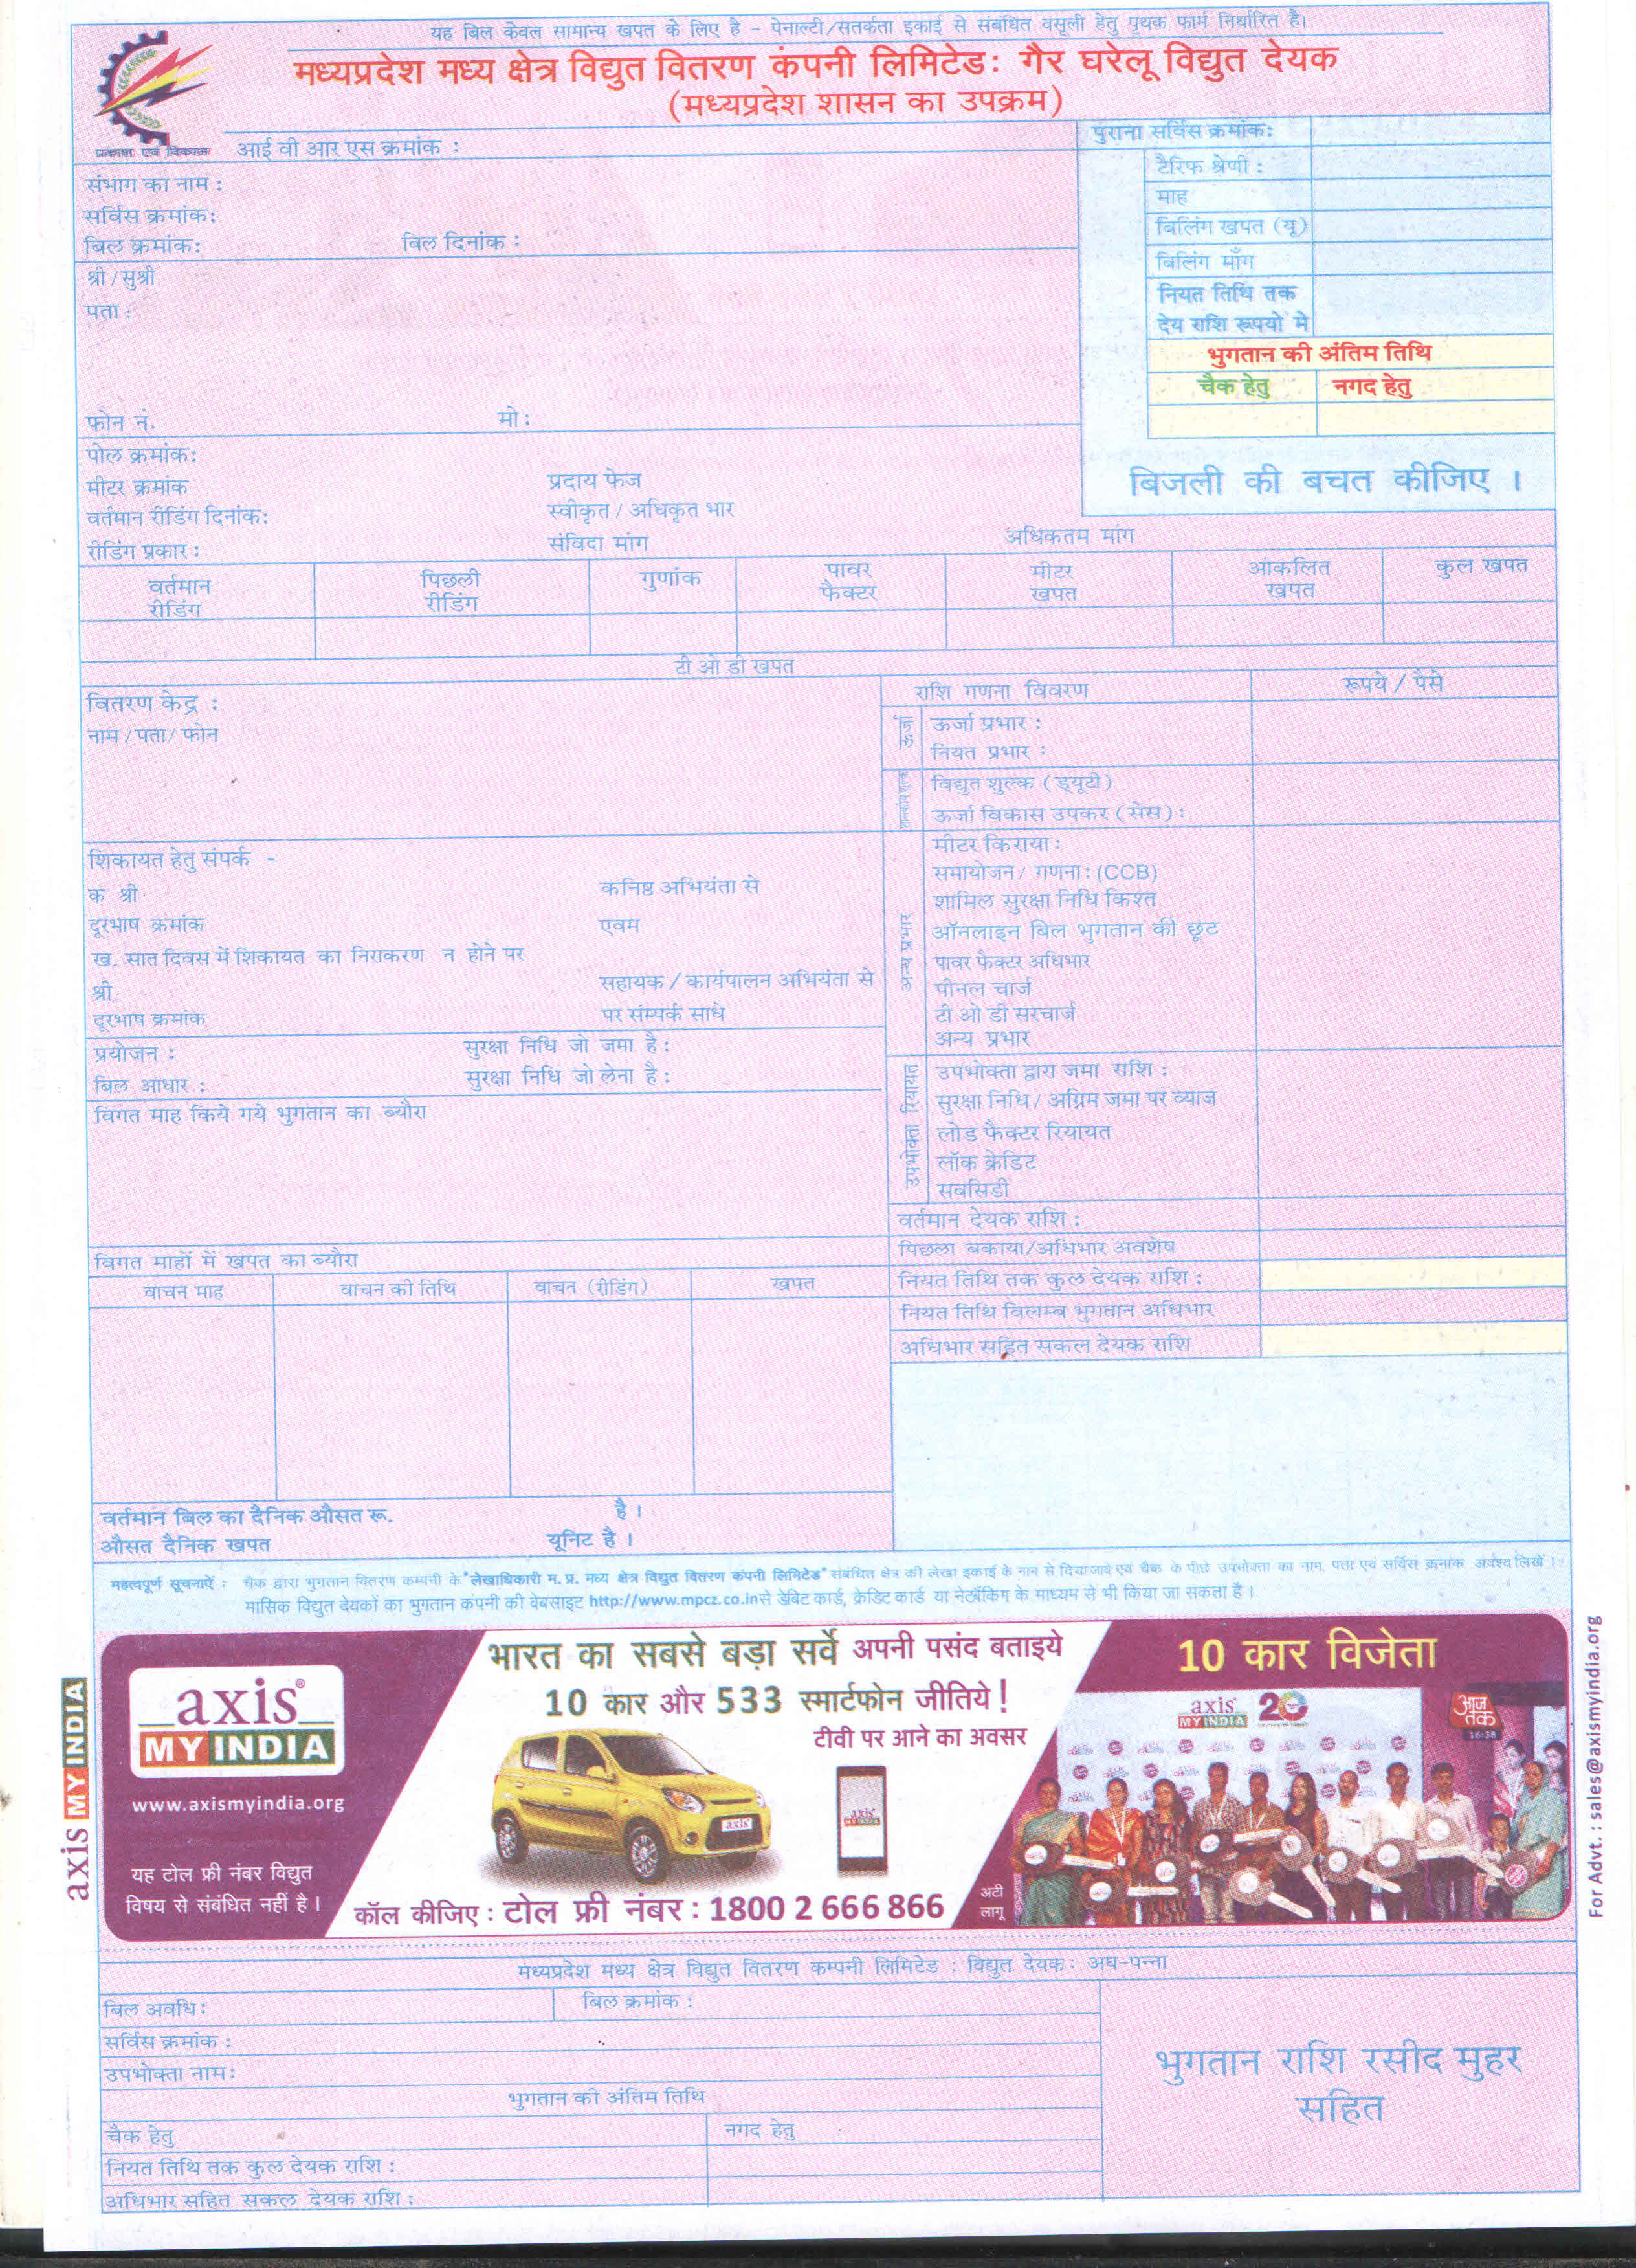 यह बिल केवल सामान्य खपत के लिए है - पेनाल्टी/सतर्कता इकाई से संबंधित वसूली हेतु पृथक फार्म निर्धारित है।
मध्यप्रदेश मध्य क्षेत्र विद्युत वितरण कंपनी लिमिटेड: गैर घरेलू विद्युत देयक
(मध्यप्रदेश शासन का उपक्रम)
प्रकाश एवं विकास
आई वी आर एस क्रमांक :
पुराना सर्विस क्रमांक:
टैरिफ श्रेणी :
संभाग का नाम :
माह
सर्विस क्रमांक:
बिलिंग खपत (यू)
बिल क्रमांक: बिल दिनांक :
बिलिंग माँग
श्री / सुश्री
नियत तिथि तक
पता :
देय राशि रूपयो मे
भुगतान की अंतिम तिथि
चैक हेतु नगद हेतु
फोन नं. मो:
पोल क्रमांक:
बिजली की बचत कीजिए ।
मीटर क्रमांक प्रदाय फेज
वर्तमान रीडिंग दिनांक: स्वीकृत / अधिकृत भार
रीडिंग प्रकार : संविदा मांग अधिकतम मांग
वर्तमान रीडिंग पिछली रीडिंग गुणांक पावर फैक्टर मीटर खपत ऑकलित खपत कुल खपत
टी ओ डी खपत
वितरण केद्र :
नाम / पता/ फोन
राशि गणना विवरण रूपये / पैसे
ऊर्जा
ऊर्जा प्रभार :
नियत प्रभार :
शासकीय शुल्क
विद्युत शुल्क (ड्यूटी)
ऊर्जा विकास उपकर (सेस) :
शिकायत हेतु संपर्क -
क श्री कनिष्ठ अभियंता से
दूरभाष क्रमांक एवम
ख. सात दिवस में शिकायत का निराकरण न होने पर
श्री सहायक / कार्यपालन अभियंता से
दूरभाष क्रमांक पर संम्पर्क साधे
अन्य प्रभार
मीटर किराया :
समायोजन / गणना: (CCB)
शामिल सुरक्षा निधि किश्त
ऑनलाइन बिल भुगतान की छूट
पावर फैक्टर अधिभार
पीनल चार्ज
टी ओ डी सरचार्ज
अन्य प्रभार
प्रयोजन : सुरक्षा निधि जो जमा है :
बिल आधार : सुरक्षा निधि जो लेना है :
विगत माह किये गये भुगतान का ब्यौरा
उपभोक्ता रियायत
उपभोक्ता द्वारा जमा राशि :
सुरक्षा निधि / अग्रिम जमा पर व्याज
लोड फैक्टर रियायत
लॉक क्रेडिट
सबसिडी
वर्तमान देयक राशि :
पिछला बकाया/अधिभार अवशेष
नियत तिथि तक कुल देयक राशि :
नियत तिथि विलम्ब भुगतान अधिभार
अधिभार सहित सकल देयक राशि
विगत माहों में खपत का ब्यौरा
वाचन माह वाचन की तिथि वाचन (रीडिंग) खपत
वर्तमान बिल का दैनिक औसत रू. है ।
औसत दैनिक खपत यूनिट है ।
महत्वपूर्ण सूचनाऐं : चैक द्वारा भुगतान वितरण कम्पनी के "लेखाधिकारी म. प्र. मध्य क्षेत्र विद्युत वितरण कंपनी लिमिटेड" संबंधित क्षेत्र की लेखा इकाई के नाम से दिया जावे एवं चैक के पीछे उपभोक्ता का नाम, पता एवं सर्विस क्रमांक अवश्य लिखें ।
मासिक विद्युत देयकों का भुगतान कंपनी की वेबसाइट http://www.mpcz.co.in से डेबिट कार्ड, क्रेडिट कार्ड या नेटबैंकिग के माध्यम से भी किया जा सकता है ।
axis MY INDIA
axis®
MY INDIA
www.axismyindia.org
यह टोल फ्री नंबर विद्युत
विषय से संबंधित नहीं है ।
भारत का सबसे बड़ा सर्वे अपनी पसंद बताइये
10 कार और 533 स्मार्टफोन जीतिये !
टीवी पर आने का अवसर
axis
axis
MY INDIA
कॉल कीजिए : टोल फ्री नंबर : 1800 2 666 866
अटी
लागू
10 कार विजेता
axis
MY INDIA
20
आज
तक
16:38
For Advt. : sales@axismyindia.org
मध्यप्रदेश मध्य क्षेत्र विद्युत वितरण कम्पनी लिमिटेड : विद्युत देयक : अघ-पन्ना
बिल अवधि : बिल क्रमांक :
सर्विस क्रमांक :
उपभोक्ता नाम:
भुगतान की अंतिम तिथि
चैक हेतु नगद हेतु
नियत तिथि तक कुल देयक राशि :
अधिभार सहित सकल देयक राशि :
भुगतान राशि रसीद मुहर
सहित